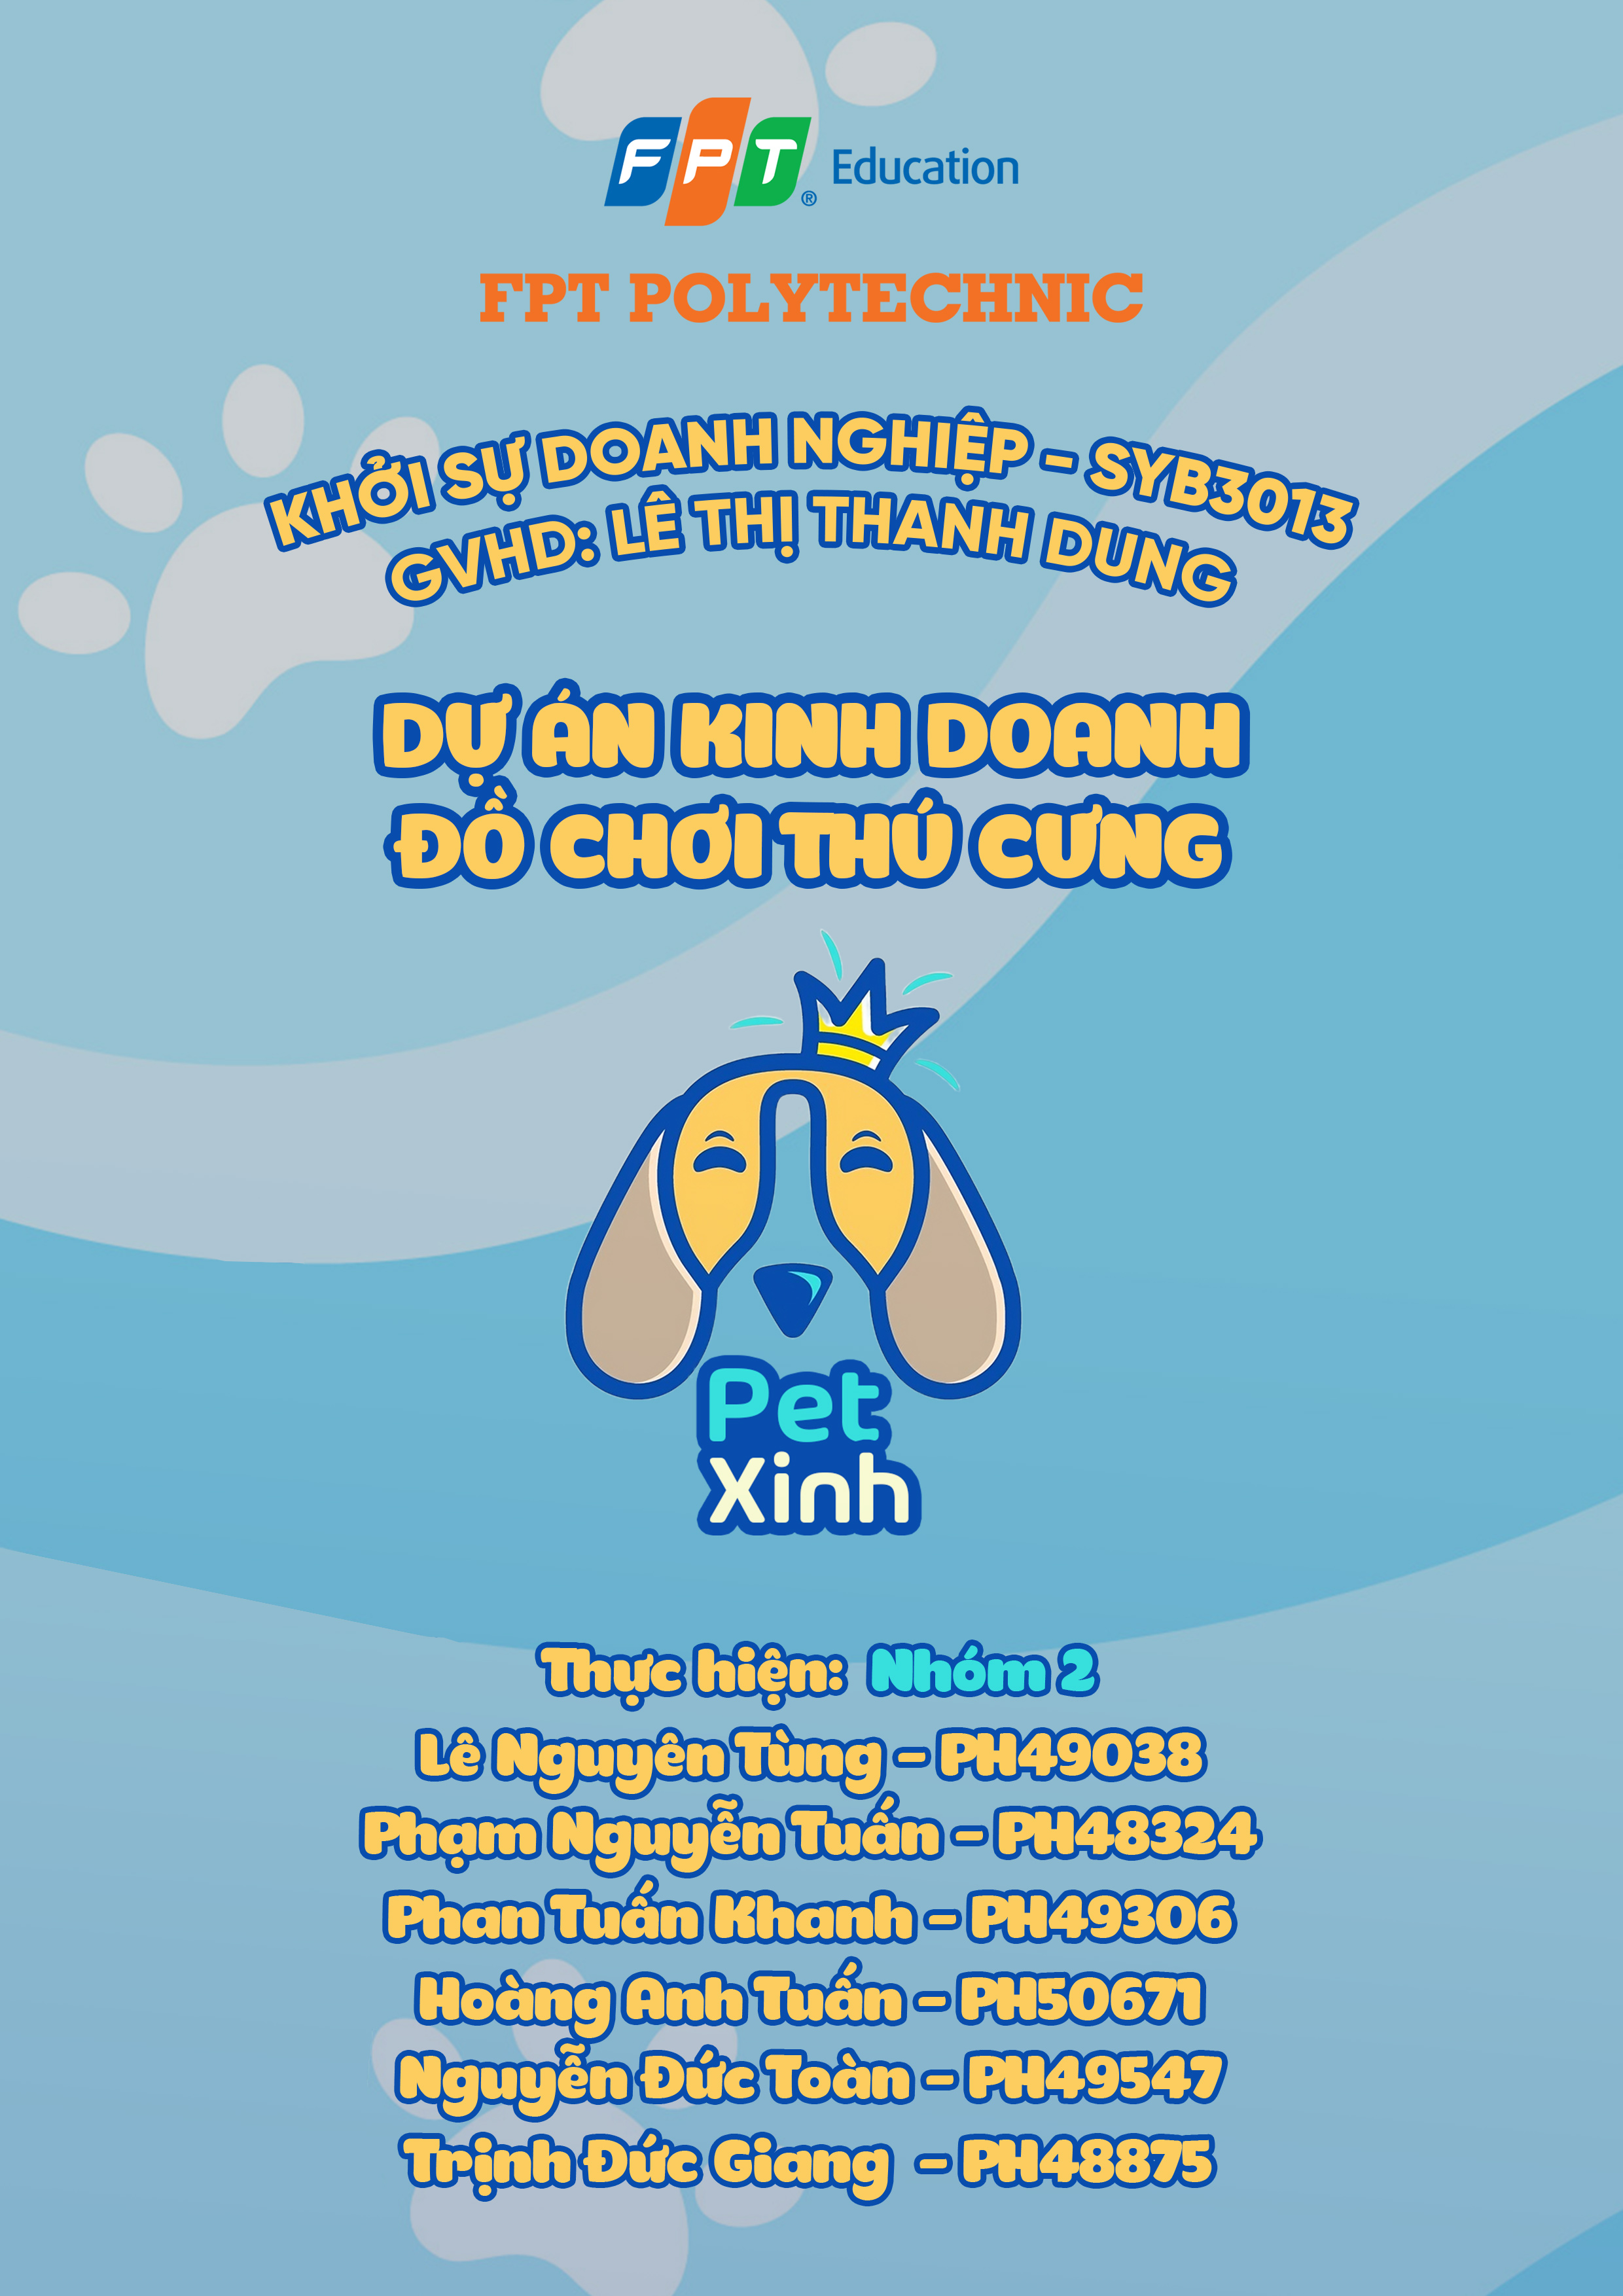 FPT® Education
FPT POLYTECHNIC
KHỞI SỰ DOANH NGHIỆP – SYB3013
GVHD: LÊ THỊ THANH DUNG
DỰ ÁN KINH DOANH
ĐỒ CHƠI THÚ CƯNG
Pet
Xinh
Thực hiện: Nhóm 2
Lê Nguyên Tùng – PH49038
Phạm Nguyễn Tuấn – PH48324
Phan Tuấn Khanh – PH49306
Hoàng Anh Tuấn – PH50671
Nguyễn Đức Toàn – PH49547
Trịnh Đức Giang – PH48875